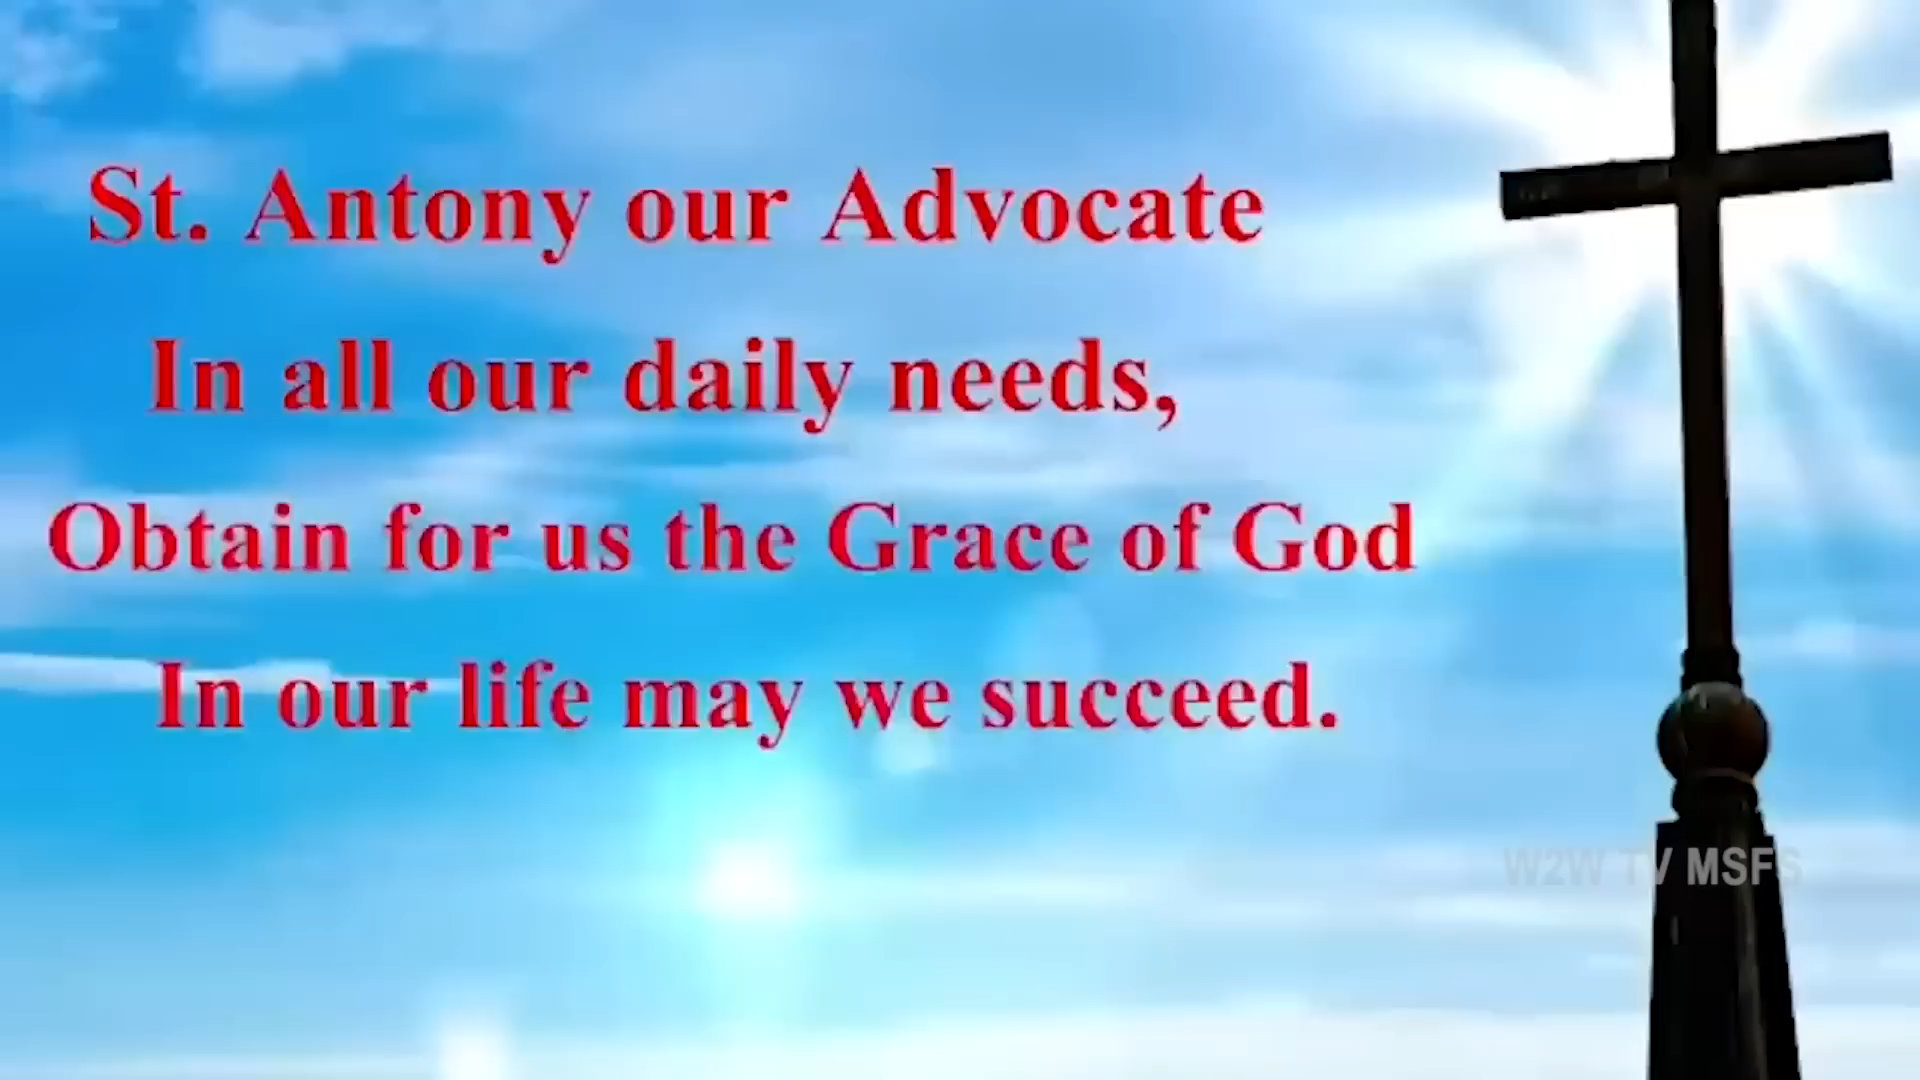 St. Antony our Advocate
In all our daily needs,
Obtain for us the Grace of God
In our life may we succeed.
W2W TV MSFS